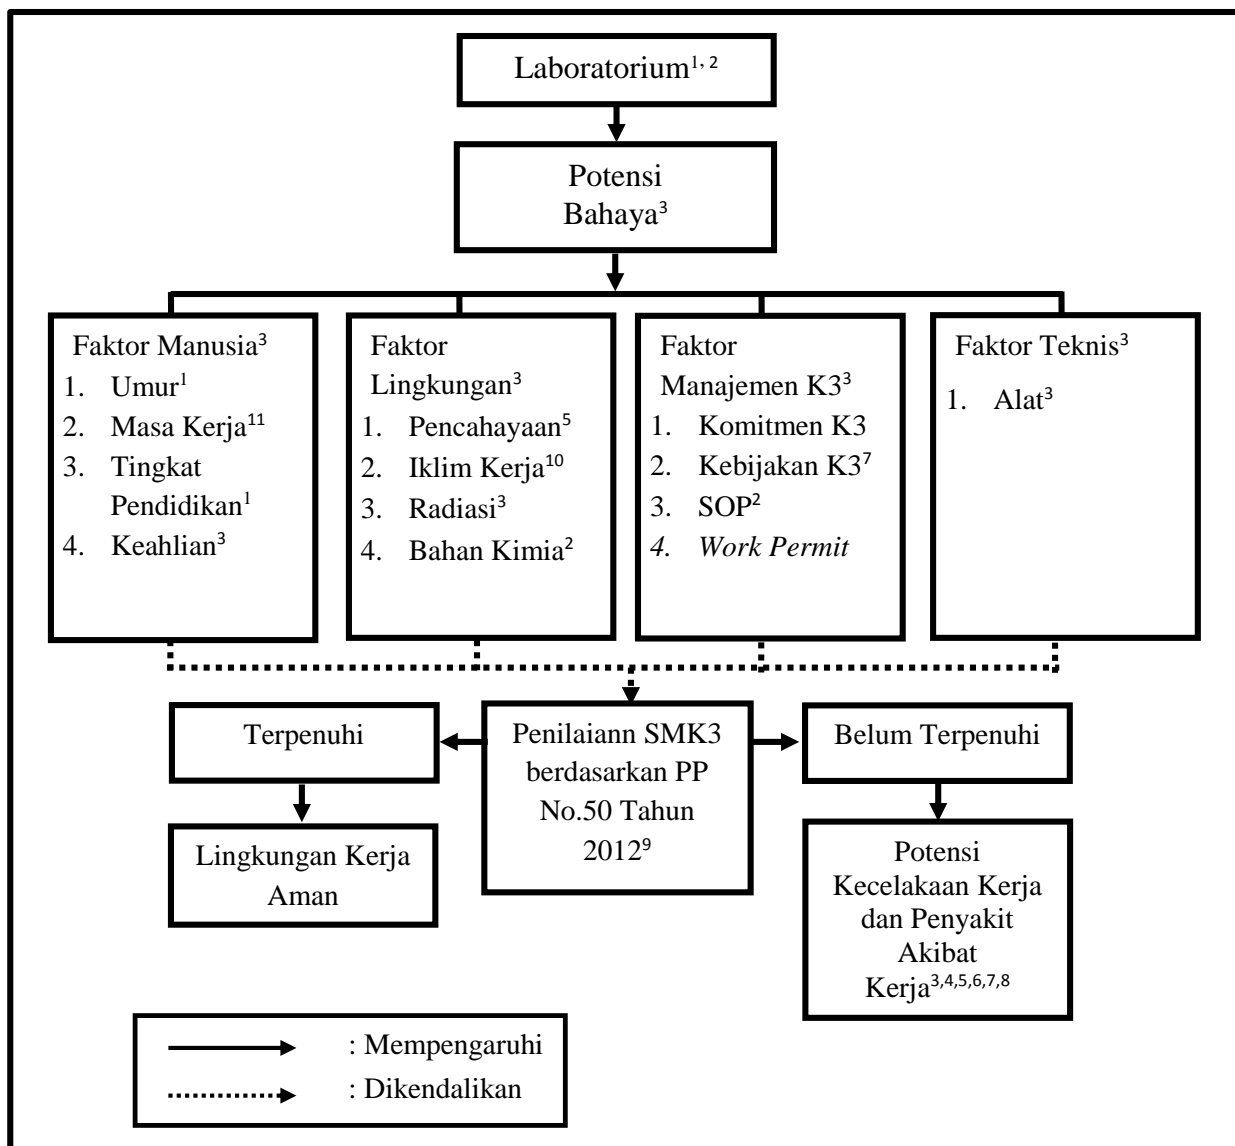 Laboratorium1, 2
Potensi
Bahaya3
Faktor Manusia3
1. Umur1
2. Masa Kerja11
3. Tingkat
Pendidikan1
4. Keahlian3
Faktor
Lingkungan3
1. Pencahayaan5
2. Iklim Kerja10
3. Radiasi3
4. Bahan Kimia2
Faktor
Manajemen K33
1. Komitmen K3
2. Kebijakan K37
3. SOP2
4. Work Permit
Faktor Teknis3
1. Alat3
Terpenuhi
Penilaiann SMK3
berdasarkan PP
No.50 Tahun
20129
Belum Terpenuhi
Lingkungan Kerja
Aman
Potensi
Kecelakaan Kerja
dan Penyakit
Akibat
Kerja3,4,5,6,7,8
: Mempengaruhi
: Dikendalikan